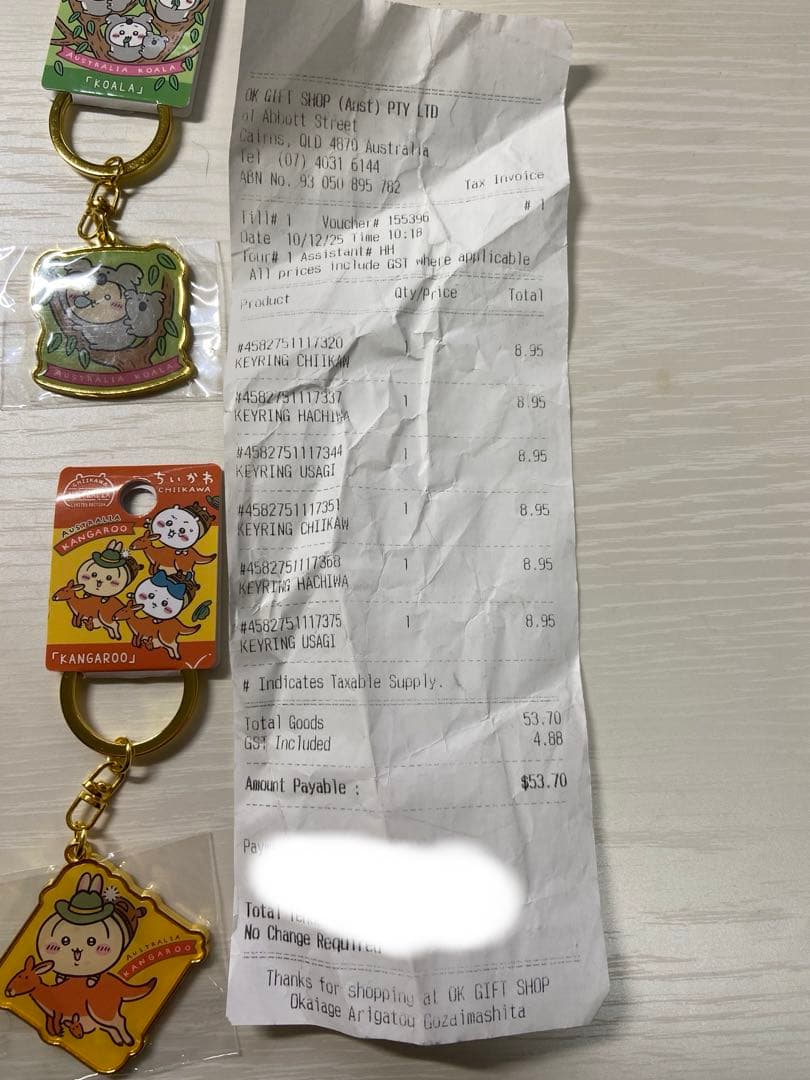 AUSTRALIA KOALA
「KOALA」
AUSTRALIA KOALA
CHIIKAWA
ちいかわ
CHIIKAWA
AUSTRALIA
KANGAROO
「KANGAROO」
AUSTRALIA
KANGAROO
OK GIFT SHOP (Aust) PTY LTD
61 Abbott Street
Cairns, QLD 4870 Australia
Tel (07) 4031 6144
ABN No. 93 050 895 782 Tax Invoice
# 1
Till# 1 Voucher# 155396
Date 10/12/25 Time 10:18
Tour# 1 Assistant# HH
All prices include GST where applicable
Product Qty/Price Total
#4582751117320 1 8.95
KEYRING CHIIKAW
#4582751117337 1 8.95
KEYRING HACHIWA
#4582751117344 1 8.95
KEYRING USAGI
#4582751117351 1 8.95
KEYRING CHIIKAW
#4582751117368 1 8.95
KEYRING HACHIWA
#4582751117375 1 8.95
KEYRING USAGI
# Indicates Taxable Supply.
Total Goods 53.70
GST Included 4.88
Amount Payable : $53.70
Total
No Change Required
Thanks for shopping at OK GIFT SHOP
Okaiage Arigatou Gozaimashita